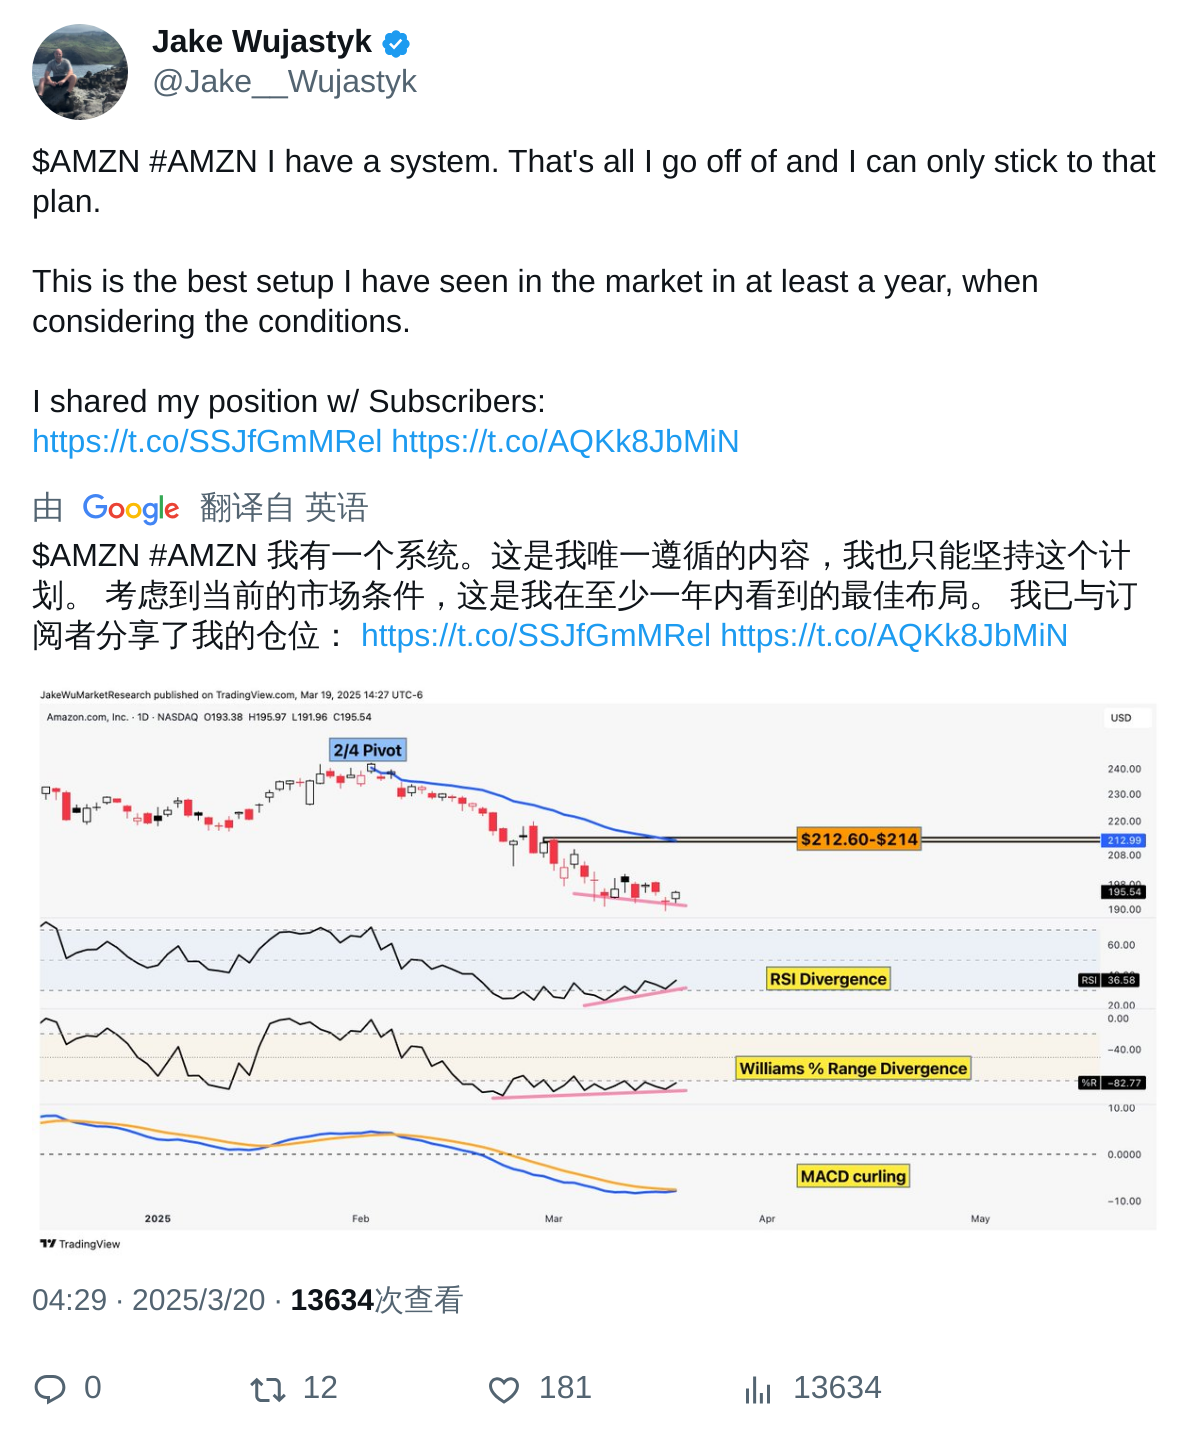 Jake Wujastyk
@Jake__Wujastyk
$AMZN #AMZN I have a system. That's all I go off of and I can only stick to that
plan.
This is the best setup I have seen in the market in at least a year, when
considering the conditions.
I shared my position w/ Subscribers:
https://t.co/SSJfGmMRel https://t.co/AQKk8JbMiN
由 Google 翻译自 英语
$AMZN #AMZN 我有一个系统。这是我唯一遵循的内容，我也只能坚持这个计
划。 考虑到当前的市场条件，这是我在至少一年内看到的最佳布局。 我已与订
阅者分享了我的仓位： https://t.co/SSJfGmMRel https://t.co/AQKk8JbMiN
JakeWuMarketResearch published on TradingView.com, Mar 19, 2025 14:27 UTC-6
Amazon.com, Inc. · 1D · NASDAQ O193.38 H195.97 L191.96 C195.54
USD
2/4 Pivot
240.00
230.00
220.00
$212.60-$214
212.99
208.00
195.54
190.00
60.00
RSI Divergence
RSI 36.58
20.00
0.00
-40.00
Williams % Range Divergence
%R -82.77
10.00
0.0000
MACD curling
-10.00
2025 Feb Mar Apr May
TradingView
04:29 · 2025/3/20 · 13634次查看
0 12 181 13634